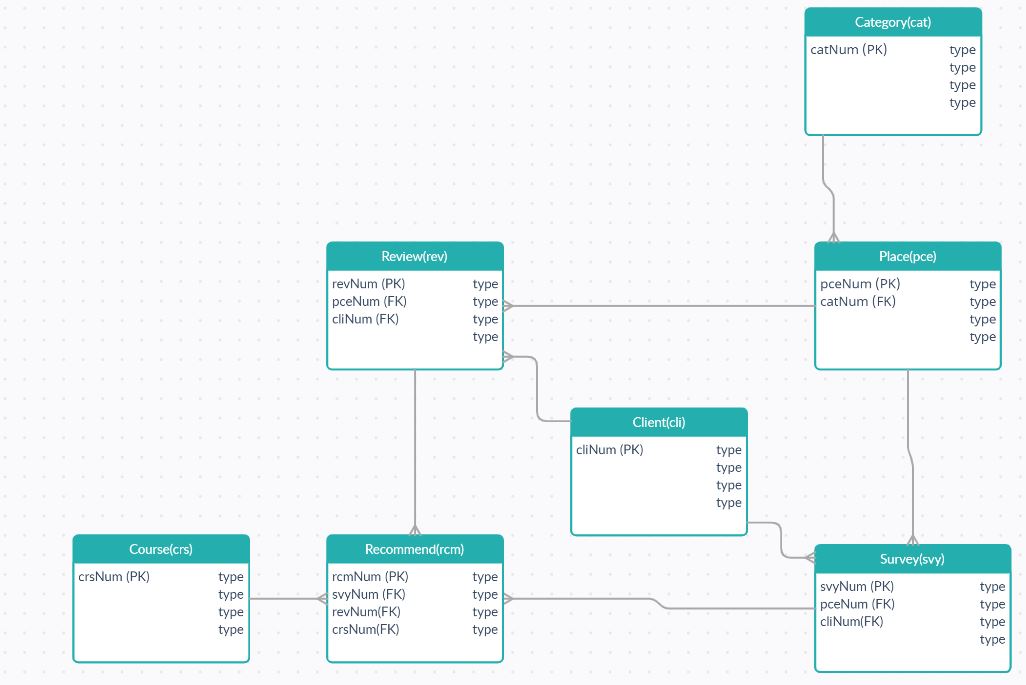 Category(cat)
catNum (PK) type
type
type
type
Review(rev)
revNum (PK) type
pceNum (FK) type
cliNum (FK) type
type
Place(pce)
pceNum (PK) type
catNum (FK) type
type
type
Client(cli)
cliNum (PK) type
type
type
type
Course(crs)
crsNum (PK) type
type
type
type
Recommend(rcm)
rcmNum (PK) type
svyNum (FK) type
revNum(FK) type
crsNum(FK) type
Survey(svy)
svyNum (PK) type
pceNum (FK) type
cliNum(FK) type
type